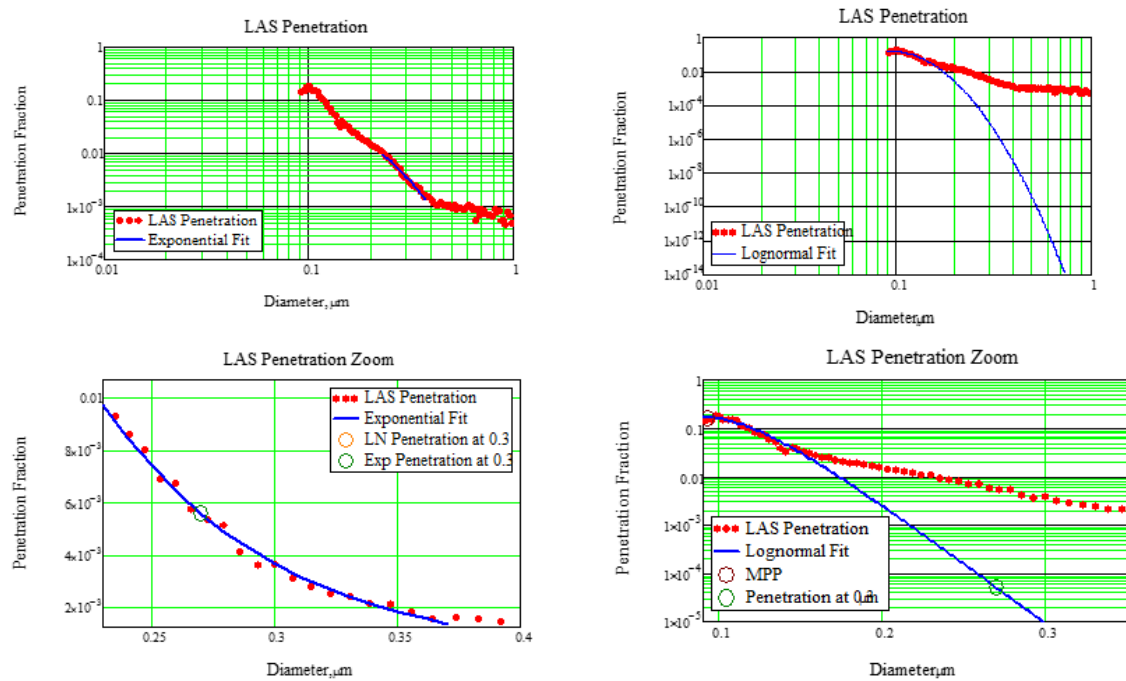 LAS Penetration
1
0.1
0.01
1×10⁻³
1×10⁻⁴
Penetration Fraction
LAS Penetration
Exponential Fit
0.01
0.1
1
Diameter, μm
LAS Penetration
1
0.01
1×10⁻⁴
1×10⁻⁶
1×10⁻⁸
1×10⁻¹⁰
1×10⁻¹²
1×10⁻¹⁴
Penetration Fraction
LAS Penetration
Lognormal Fit
0.01
0.1
1
Diameterμm
LAS Penetration Zoom
0.01
8×10⁻³
6×10⁻³
4×10⁻³
2×10⁻³
Penetration Fraction
LAS Penetration
Exponential Fit
LN Penetration at 0.3
Exp Penetration at 0.3
0.25
0.3
0.35
0.4
Diameter,μm
LAS Penetration Zoom
1
0.1
0.01
1×10⁻³
1×10⁻⁴
1×10⁻⁵
Penetration Fraction
LAS Penetration
Lognormal Fit
MPP
Penetration at
0.1
0.2
0.3
Diameterμm